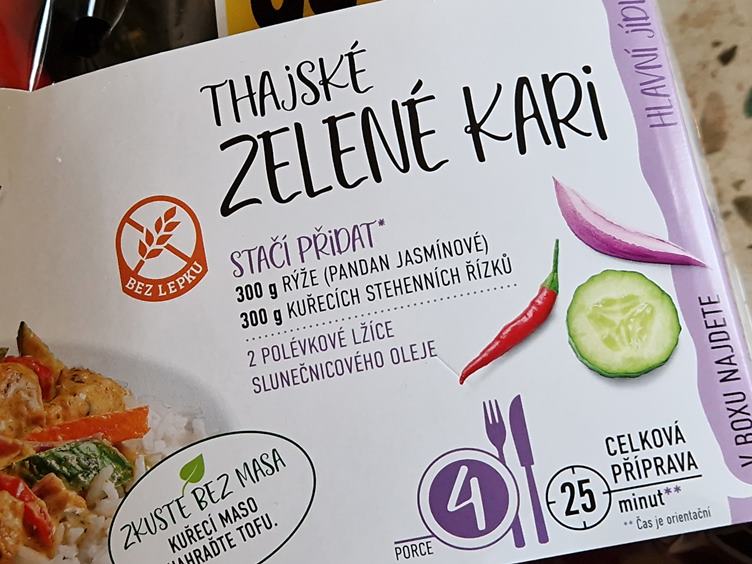 THAJSKÉ
ZELENÉ KARI
HLAVNÍ JÍDL
BEZ LEPKU
STAČÍ PŘIDAT*
300 g RÝŽE (PANDAN JASMÍNOVÉ)
300 g KUŘECÍCH STEHENNÍCH ŘÍZKŮ
2 POLÉVKOVÉ LŽÍCE
SLUNEČNICOVÉHO OLEJE
V BOXU NAJDETE
ZKUSTE BEZ MASA
KUŘECÍ MASO
NAHRAĎTE TOFU.
4
PORCE
25
CELKOVÁ
PŘÍPRAVA
minut**
** Čas je orientační